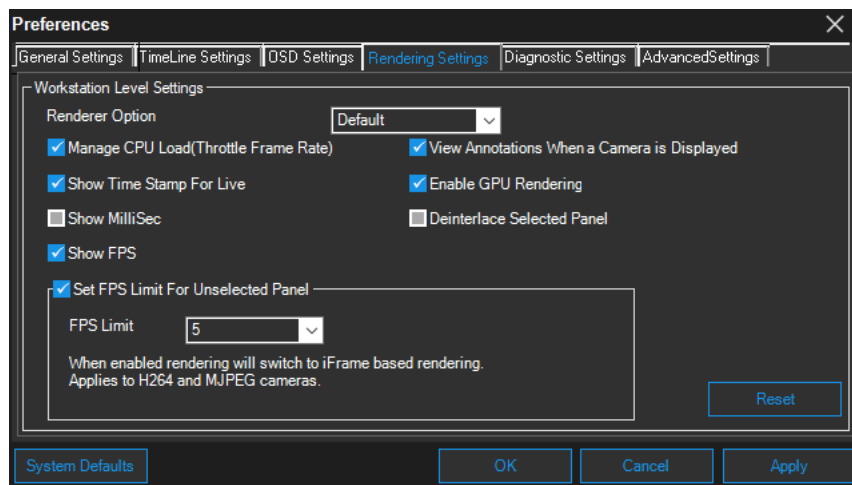 Preferences
General Settings TimeLine Settings OSD Settings Rendering Settings Diagnostic Settings AdvancedSettings
Workstation Level Settings
Renderer Option Default
Manage CPU Load(Throttle Frame Rate) View Annotations When a Camera is Displayed
Show Time Stamp For Live Enable GPU Rendering
Show MilliSec Deinterlace Selected Panel
Show FPS
Set FPS Limit For Unselected Panel
FPS Limit 5
When enabled rendering will switch to iFrame based rendering.
Applies to H264 and MJPEG cameras.
Reset
System Defaults OK Cancel Apply